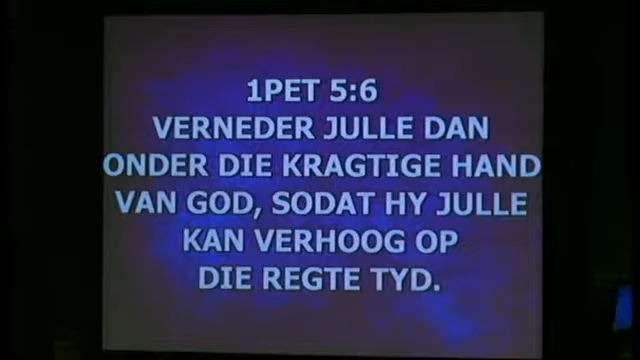 1PET 5:6
VERNEDER JULLE DAN
ONDER DIE KRAGTIGE HAND
VAN GOD, SODAT HY JULLE
KAN VERHOOG OP
DIE REGTE TYD.